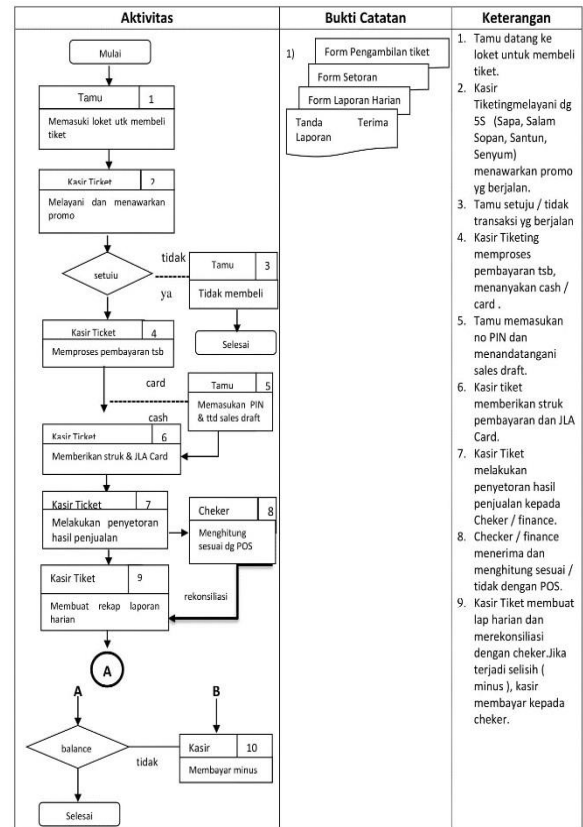 Aktivitas
Mulai
Tamu 1
Memasuki loket utk membeli
tiket
Kasir Ticket 2
Melayani dan menawarkan
promo
setuju
tidak
ya
Tamu 3
Tidak membeli
Selesai
Kasir Ticket 4
Memproses pembayaran tsb
card
cash
Tamu 5
Memasukan PIN
& ttd sales draft
Kasir Ticket 6
Memberikan struk & JLA Card
Kasir Ticket 7
Melakukan penyetoran
hasil penjualan
Cheker 8
Menghitung
sesuai dg POS
Kasir Tiket 9
Membuat rekap laporan
harian
rekonsiliasi
A
A
B
balance
tidak
Kasir 10
Membayar minus
Selesai
Bukti Catatan
1) Form Pengambilan tiket
Form Setoran
Form Laporan Harian
Tanda Terima
Laporan
Keterangan
1. Tamu datang ke
loket untuk membeli
tiket.
2. Kasir
Tiketingmelayani dg
5S (Sapa, Salam
Sopan, Santun,
Senyum)
menawarkan promo
yg berjalan.
3. Tamu setuju / tidak
transaksi yg berjalan
4. Kasir Tiketing
memproses
pembayaran tsb,
menanyakan cash /
card .
5. Tamu memasukan
no PIN dan
menandatangani
sales draft.
6. Kasir tiket
memberikan struk
pembayaran dan JLA
Card.
7. Kasir Tiket
melakukan
penyetoran hasil
penjualan kepada
Cheker / finance.
8. Checker / finance
menerima dan
menghitung sesuai /
tidak dengan POS.
9. Kasir Tiket membuat
lap harian dan
merekonsiliasi
dengan cheker.Jika
terjadi selisih (
minus ), kasir
membayar kepada
cheker.